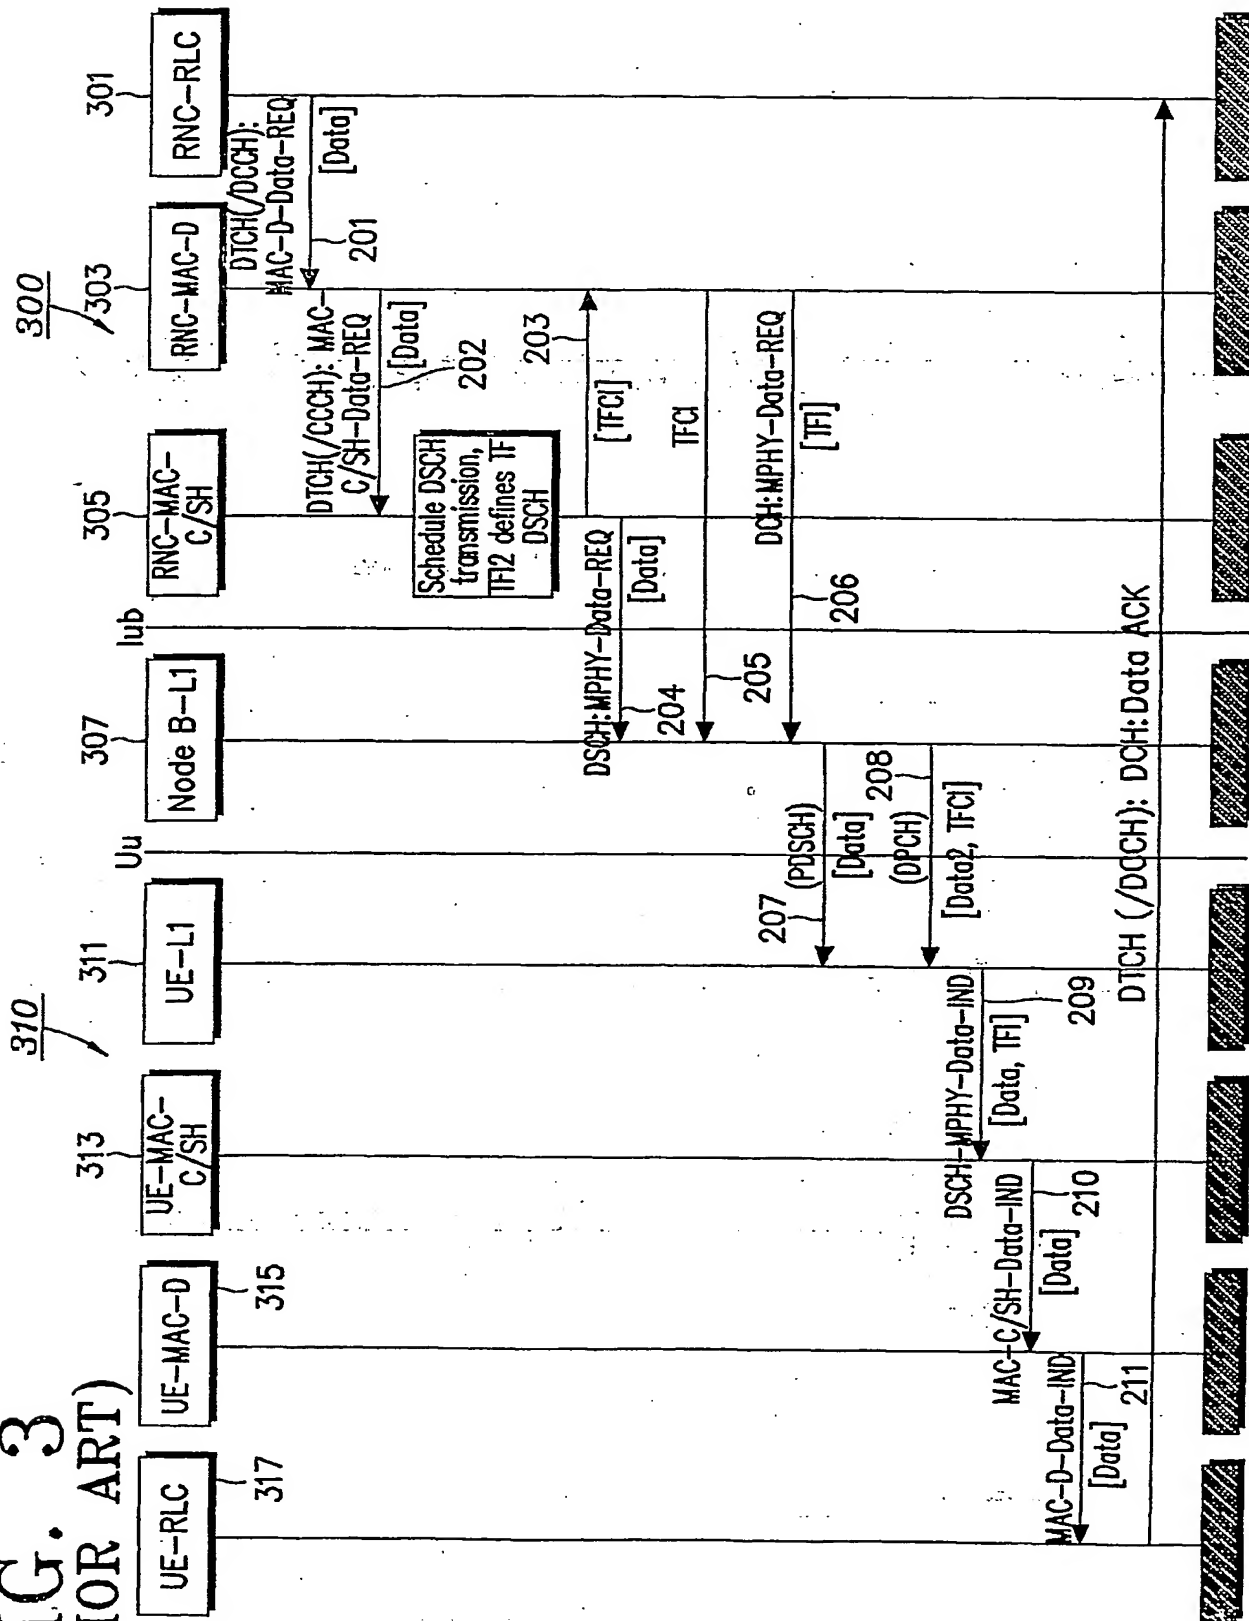 FIG. 3
(PRIOR ART)
310
300
317
315
313
311
307
305
303
301
UE-RLC
UE-MAC-D
UE-MAC-
C/SH
UE-L1
Uu
Node B-L1
Iub
RNC-MAC-
C/SH
RNC-MAC-D
RNC-RLC
DTCH(/DCCH):
MAC-D-Data-REQ
[Data]
201
DTCH(/CCCH): MAC-
C/SH-Data-REQ
[Data]
202
Schedule DSCH
transmission,
TFI2 defines TF
DSCH
203
[TFCI]
DSCH:MPHY-Data-REQ
[Data]
204
TFCI
205
DCH:MPHY-Data-REQ
[TFI]
206
207
(PDSCH)
[Data]
208
(DPCH)
[Data2, TFCI]
DSCH-MPHY-Data-IND
[Data, TFI]
209
MAC-C/SH-Data-IND
[Data]
210
MAC-D-Data-IND
[Data]
211
DTCH (/DCCH): DCH:Data ACK